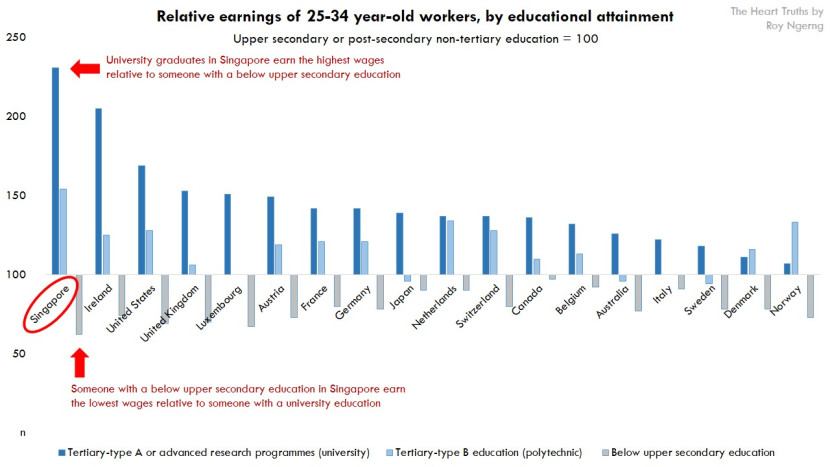 Relative earnings of 25-34 year-old workers, by educational attainment
The Heart Truths by
Roy Ngerng
Upper secondary or post-secondary non-tertiary education = 100
250
University graduates in Singapore earn the highest wages
relative to someone with a below upper secondary education
200
150
100
Singapore
Ireland
United States
United Kingdom
Luxembourg
Austria
France
Germany
Japan
Netherlands
Switzerland
Canada
Belgium
Australia
Italy
Sweden
Denmark
Norway
50
Someone with a below upper secondary education in Singapore earn
the lowest wages relative to someone with a university education
n
Tertiary-type A or advanced research programmes (university)
Tertiary-type B education (polytechnic)
Below upper secondary education